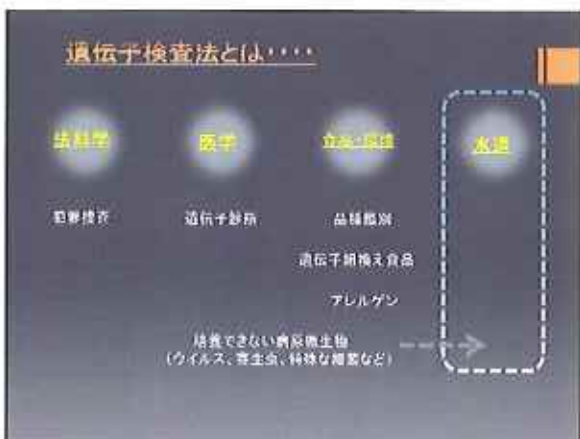 遺伝子検査法とは・・・・
法科学
医学
食品・環境
水道
犯罪捜査
遺伝子診断
品種鑑別
遺伝子組換え食品
アレルゲン
培養できない病原微生物
(ウイルス、寄生虫、特殊な細菌など)